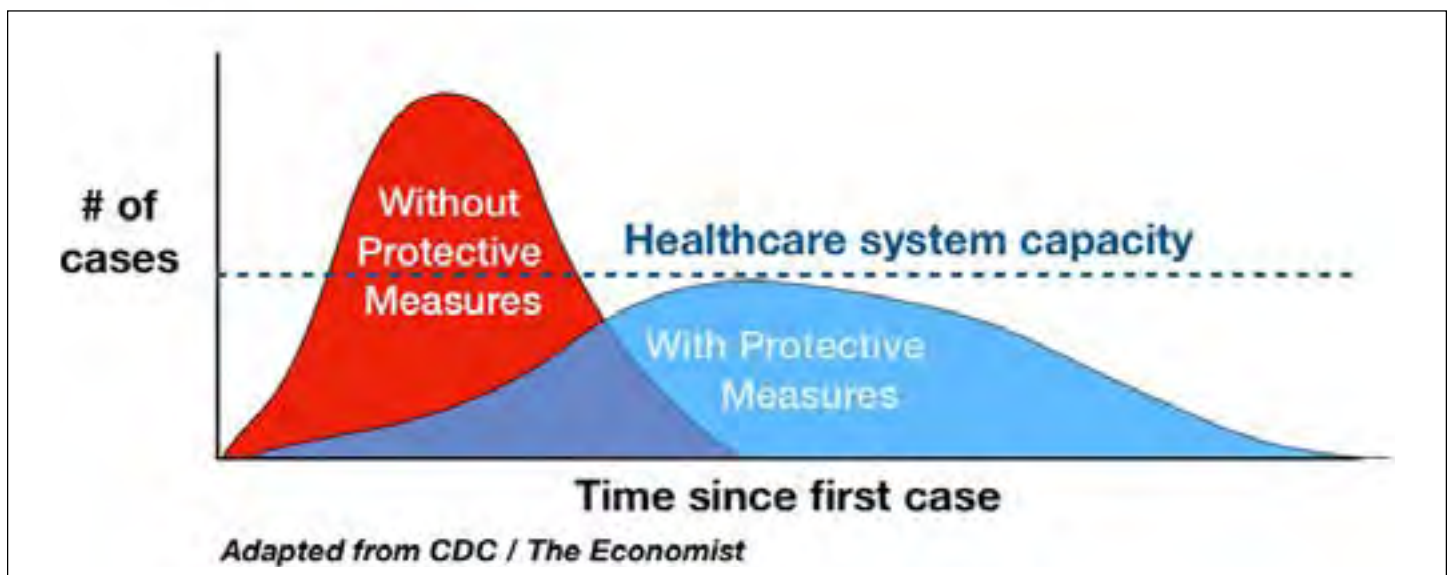 # of
cases
Without
Protective
Measures
Healthcare system capacity
With Protective
Measures
Time since first case
Adapted from CDC / The Economist